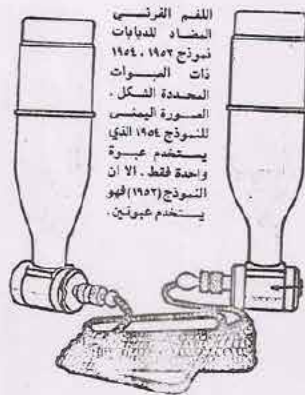 اللغم الفرنسي
المضاد للدبابات
نموذج ١٩٥٢ ، ١٩٥٤
ذات العبوات
المحددة الشكل .
الصورة اليمنى
للنموذج ١٩٥٤ الذي
يستخدم عبوة
واحدة فقط . الا ان
النموذج (١٩٥٢) فهو
يستخدم عبوتين .